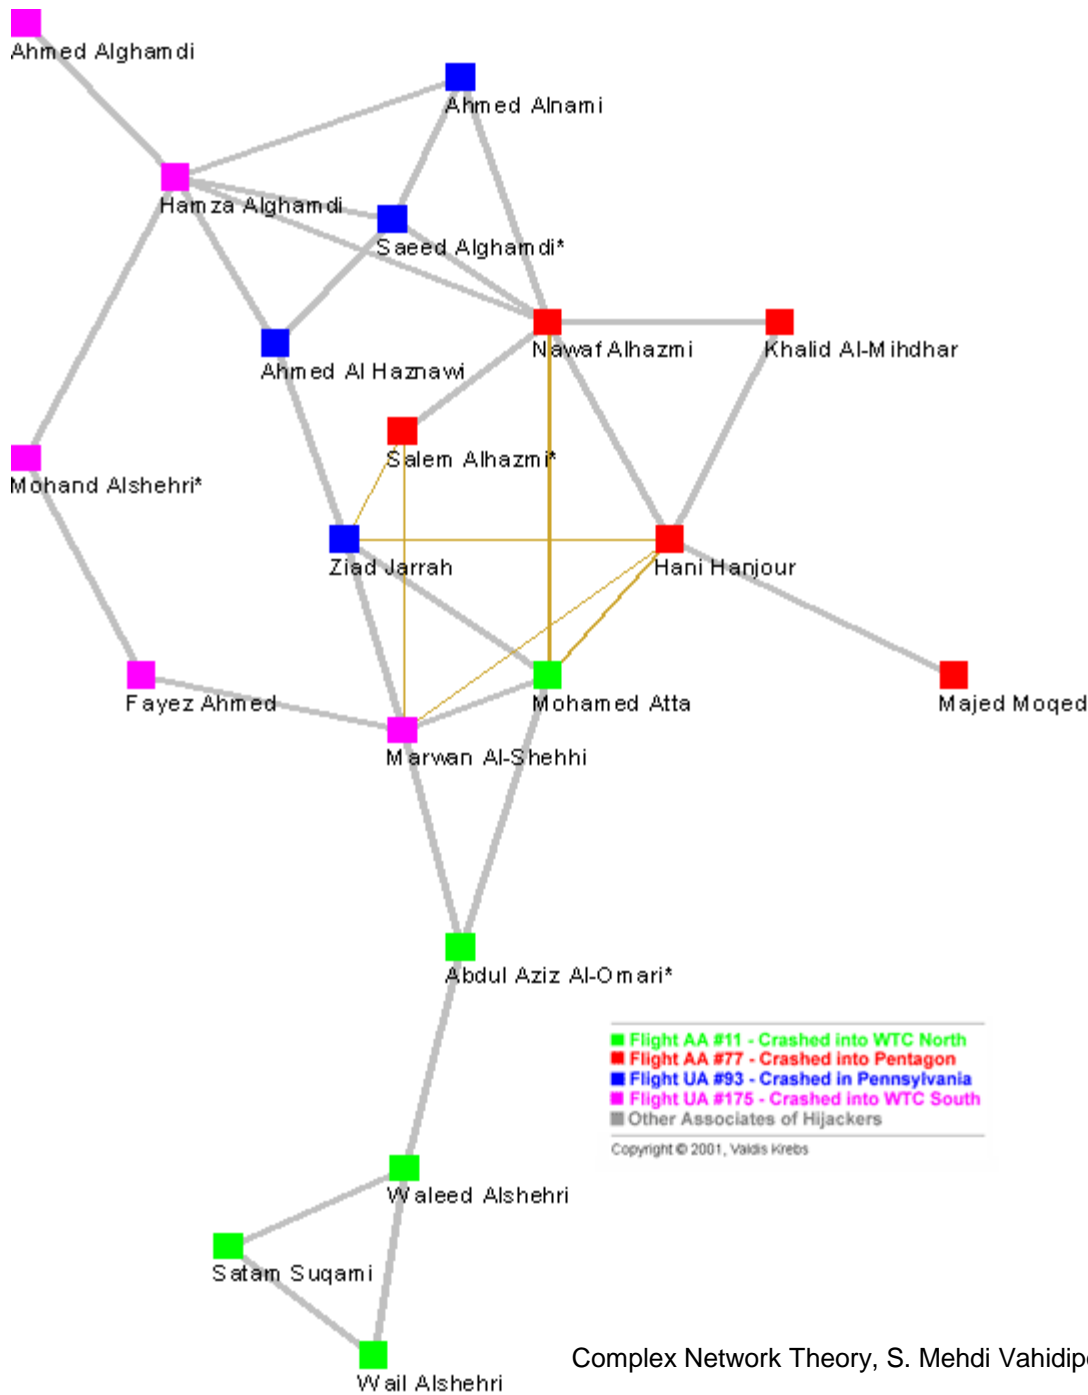 Ahmed Alghamdi
Ahmed Alnami
Hamza Alghamdi
Saeed Alghamdi*
Nawaf Alhazmi
Khalid Al-Mihdhar
Ahmed Al Haznawi
Salem Alhazmi*
Mohand Alshehri*
Ziad Jarrah
Hani Hanjour
Fayez Ahmed
Mohamed Atta
Majed Moqed
Marwan Al-Shehhi
Abdul Aziz Al-Omari*
Flight AA #11 - Crashed into WTC North
Flight AA #77 - Crashed into Pentagon
Flight UA #93 - Crashed in Pennsylvania
Flight UA #175 - Crashed into WTC South
Other Associates of Hijackers
Copyright © 2001, Valdis Krebs
Waleed Alshehri
Satam Suqami
Wail Alshehri
Complex Network Theory, S. Mehdi